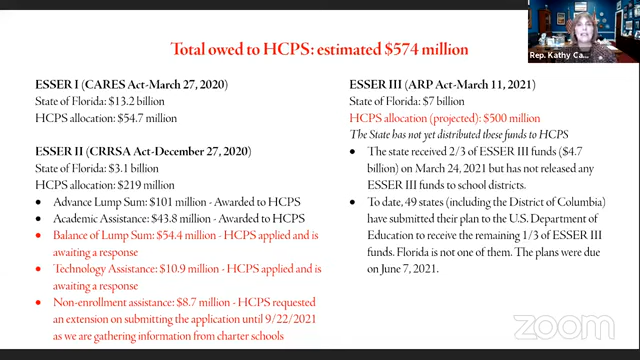 Total owed to HCPS: estimated $574 million
ESSER I (CARES Act-March 27, 2020)
State of Florida: $13.2 billion
HCPS allocation: $54.7 million
ESSER II (CRRSA Act-December 27, 2020)
State of Florida: $3.1 billion
HCPS allocation: $219 million
• Advance Lump Sum: $101 million - Awarded to HCPS
• Academic Assistance: $43.8 million - Awarded to HCPS
• Balance of Lump Sum: $54.4 million - HCPS applied and is
awaiting a response
• Technology Assistance: $10.9 million - HCPS applied and is
awaiting a response
• Non-enrollment assistance: $8.7 million - HCPS requested
an extension on submitting the application until 9/22/2021
as we are gathering information from charter schools
ESSER III (ARP Act-March 11, 2021)
State of Florida: $7 billion
HCPS allocation (projected): $500 million
The State has not yet distributed these funds to HCPS
• The state received 2/3 of ESSER III funds ($4.7
billion) on March 24, 2021 but has not released any
ESSER III funds to school districts.
• To date, 49 states (including the District of Columbia)
have submitted their plan to the U.S. Department of
Education to receive the remaining 1/3 of ESSER III
funds. Florida is not one of them. The plans were due
on June 7, 2021.
Rep. Kathy Ca...
zoom